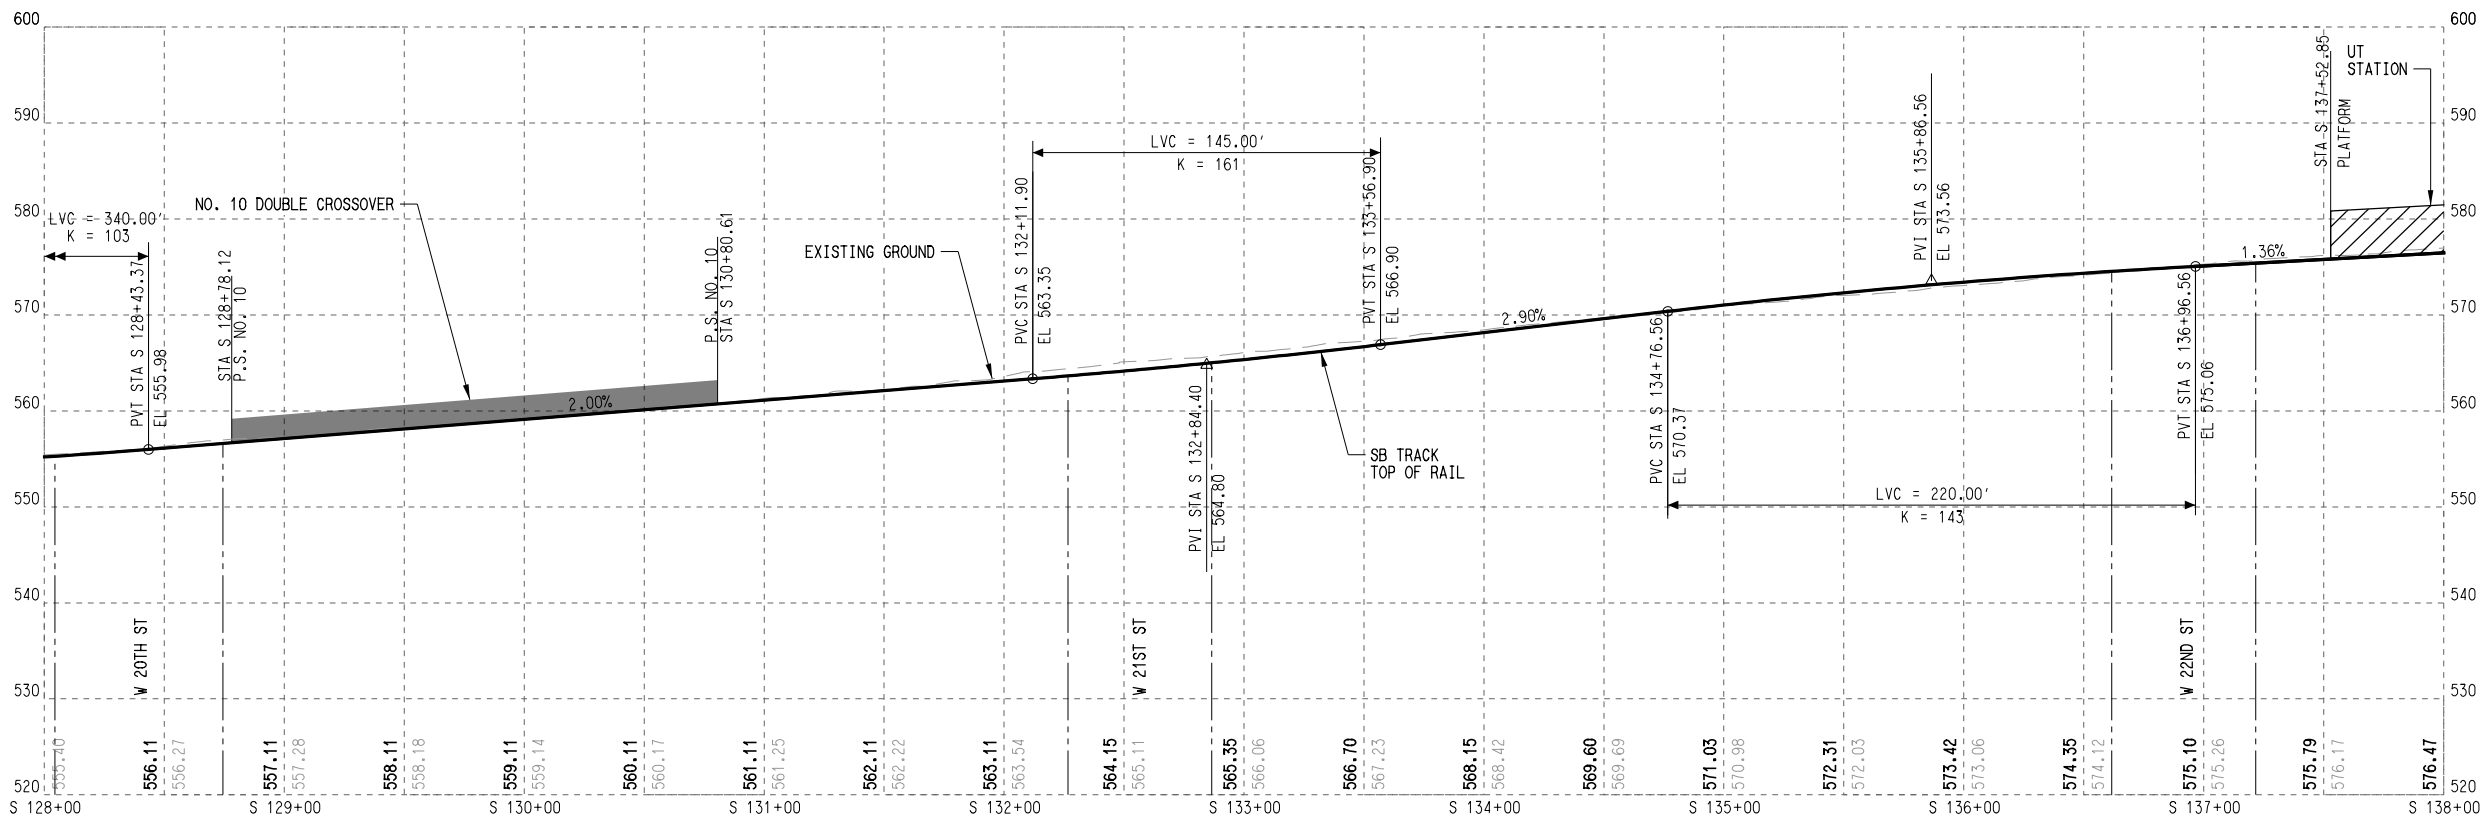 600
600
590
590
580
580
570
570
560
560
550
550
540
540
530
530
520
520
LVC = 340.00'
K = 103
PVT STA S 128+43.37
EL 555.98
STA S 128+78.12
P.S. NO. 10
NO. 10 DOUBLE CROSSOVER
2.00%
P.S. NO. 10
STA S 130+80.61
EXISTING GROUND
PVC STA S 132+11.90
EL 563.35
LVC = 145.00'
K = 161
PVI STA S 132+84.40
EL 564.80
PVT STA S 133+56.90
EL 566.90
SB TRACK
TOP OF RAIL
2.90%
PVC STA S 134+76.56
EL 570.37
PVI STA S 135+86.56
EL 573.56
LVC = 220.00'
K = 143
PVT STA S 136+96.56
EL 575.06
1.36%
STA S 137+52.85
PLATFORM
UT
STATION
W 20TH ST
W 21ST ST
W 22ND ST
555.40
556.11
556.27
557.11
557.28
558.11
558.18
559.11
559.14
560.11
560.17
561.11
561.25
562.11
562.22
563.11
563.54
564.15
565.11
565.35
566.06
566.70
567.23
568.15
568.42
569.60
569.69
571.03
570.98
572.31
572.03
573.42
573.06
574.35
574.12
575.10
575.26
575.79
576.17
576.47
S 128+00
S 129+00
S 130+00
S 131+00
S 132+00
S 133+00
S 134+00
S 135+00
S 136+00
S 137+00
S 138+00